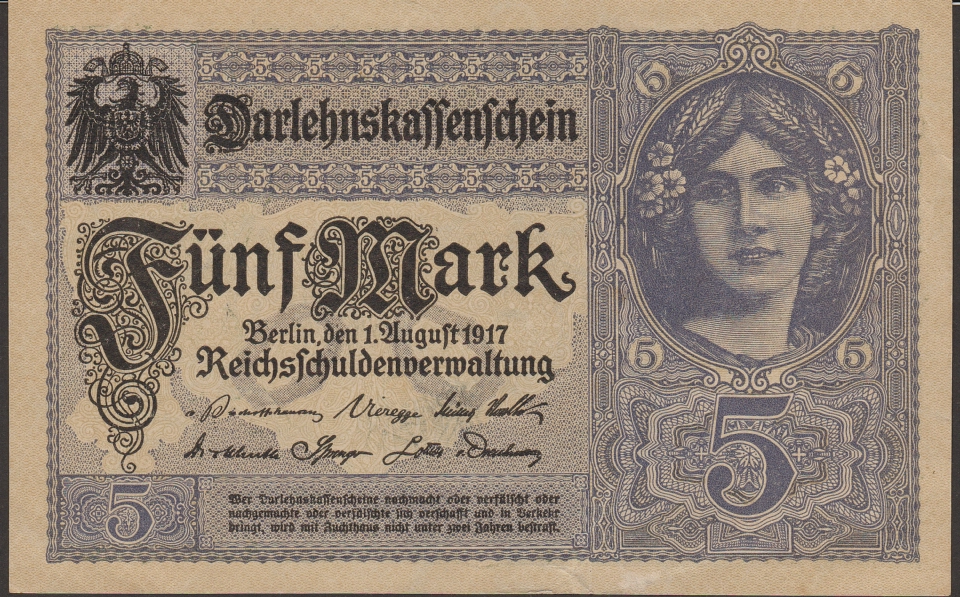 Darlehnskassenschein
Fünf Mark
Berlin, den 1. August 1917
Reichsschuldenverwaltung
Vieregge
Springer
Wer Darlehnskassenscheine nachmacht oder verfälscht oder
nachgemachte oder verfälschte sich verschafft und in Verkehr
bringt, wird mit Zuchthaus nicht unter zwei Jahren bestraft.
5
5
5
5
5
5